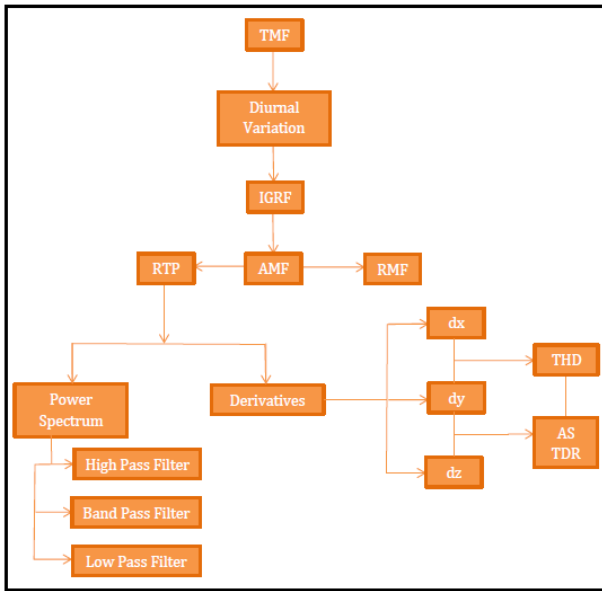 TMF
Diurnal
Variation
IGRF
RTP
AMF
RMF
dx
THD
Power
Spectrum
Derivatives
dy
AS
TDR
dz
High Pass Filter
Band Pass Filter
Low Pass Filter